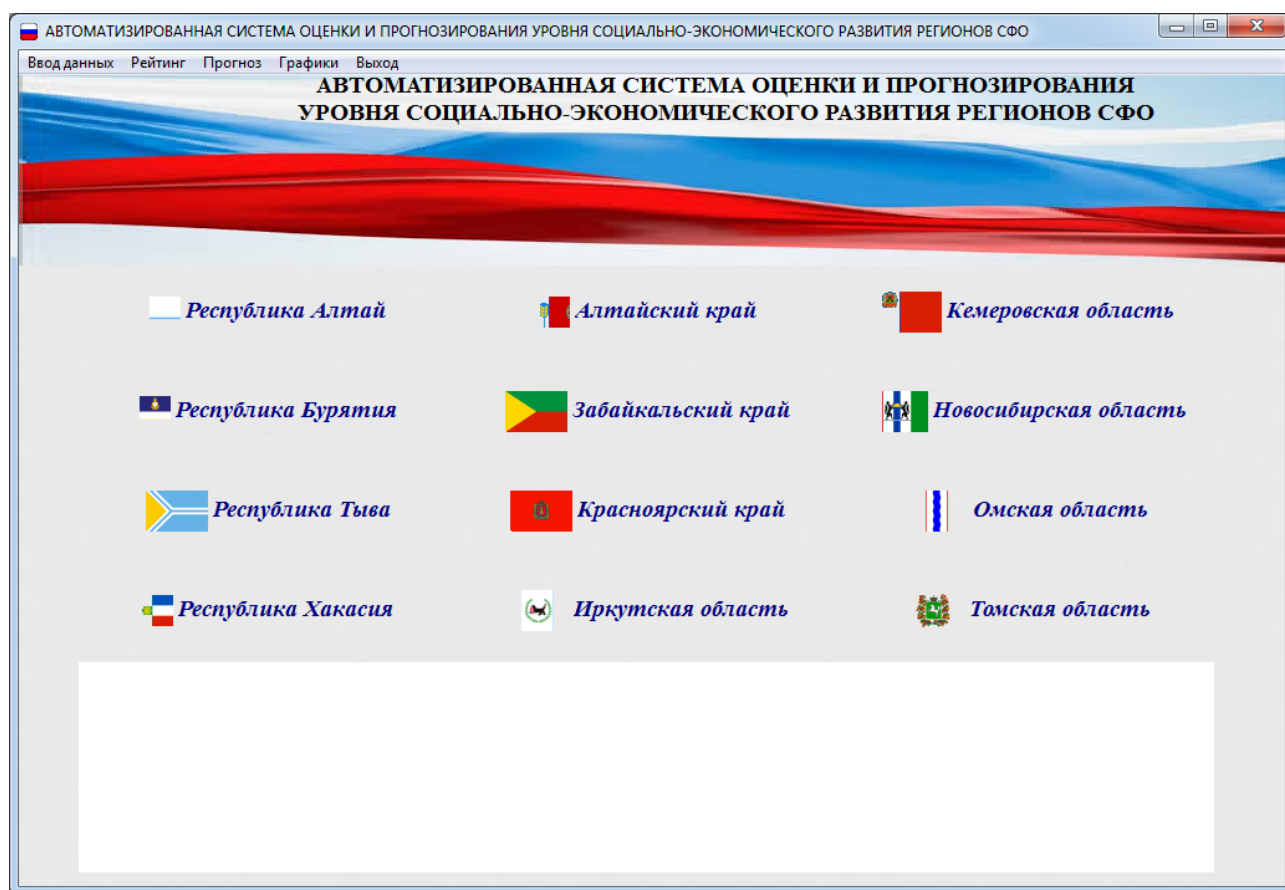 АВТОМАТИЗИРОВАННАЯ СИСТЕМА ОЦЕНКИ И ПРОГНОЗИРОВАНИЯ УРОВНЯ СОЦИАЛЬНО-ЭКОНОМИЧЕСКОГО РАЗВИТИЯ РЕГИОНОВ СФО
Ввод данных Рейтинг Прогноз Графики Выход
АВТОМАТИЗИРОВАННАЯ СИСТЕМА ОЦЕНКИ И ПРОГНОЗИРОВАНИЯ
УРОВНЯ СОЦИАЛЬНО-ЭКОНОМИЧЕСКОГО РАЗВИТИЯ РЕГИОНОВ СФО
Республика Алтай Алтайский край Кемеровская область
Республика Бурятия Забайкальский край Новосибирская область
Республика Тыва Красноярский край Омская область
Республика Хакасия Иркутская область Томская область